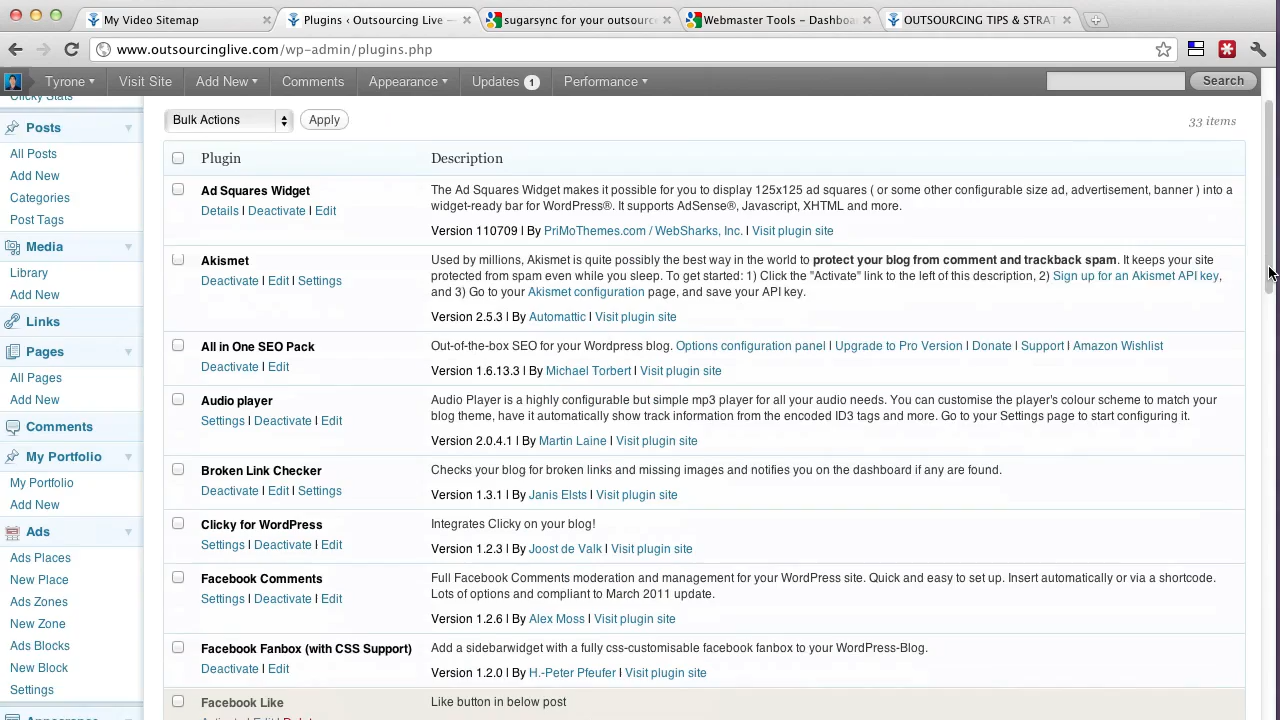 My Video Sitemap
Plugins ‹ Outsourcing Live —
sugarsync for your outsourc
Webmaster Tools – Dashboa
OUTSOURCING TIPS & STRAT
www.outsourcinglive.com/wp-admin/plugins.php
Tyrone
Visit Site
Add New
Comments
Appearance
Updates 1
Performance
Search
Clicky Stats
Posts
All Posts
Add New
Categories
Post Tags
Media
Library
Add New
Links
Pages
All Pages
Add New
Comments
My Portfolio
My Portfolio
Add New
Ads
Ads Places
New Place
Ads Zones
New Zone
Ads Blocks
New Block
Settings
Appearance
Bulk Actions
Apply
33 items
Plugin
Description
Ad Squares Widget
Details | Deactivate | Edit
The Ad Squares Widget makes it possible for you to display 125x125 ad squares ( or some other configurable size ad, advertisement, banner ) into a
widget-ready bar for WordPress®. It supports AdSense®, Javascript, XHTML and more.
Version 110709 | By PriMoThemes.com / WebSharks, Inc. | Visit plugin site
Akismet
Deactivate | Edit | Settings
Used by millions, Akismet is quite possibly the best way in the world to protect your blog from comment and trackback spam. It keeps your site
protected from spam even while you sleep. To get started: 1) Click the "Activate" link to the left of this description, 2) Sign up for an Akismet API key,
and 3) Go to your Akismet configuration page, and save your API key.
Version 2.5.3 | By Automattic | Visit plugin site
All in One SEO Pack
Deactivate | Edit
Out-of-the-box SEO for your Wordpress blog. Options configuration panel | Upgrade to Pro Version | Donate | Support | Amazon Wishlist
Version 1.6.13.3 | By Michael Torbert | Visit plugin site
Audio player
Settings | Deactivate | Edit
Audio Player is a highly configurable but simple mp3 player for all your audio needs. You can customise the player's colour scheme to match your
blog theme, have it automatically show track information from the encoded ID3 tags and more. Go to your Settings page to start configuring it.
Version 2.0.4.1 | By Martin Laine | Visit plugin site
Broken Link Checker
Deactivate | Edit | Settings
Checks your blog for broken links and missing images and notifies you on the dashboard if any are found.
Version 1.3.1 | By Janis Elsts | Visit plugin site
Clicky for WordPress
Settings | Deactivate | Edit
Integrates Clicky on your blog!
Version 1.2.3 | By Joost de Valk | Visit plugin site
Facebook Comments
Settings | Deactivate | Edit
Full Facebook Comments moderation and management for your WordPress site. Quick and easy to set up. Insert automatically or via a shortcode.
Lots of options and compliant to March 2011 update.
Version 1.2.6 | By Alex Moss | Visit plugin site
Facebook Fanbox (with CSS Support)
Deactivate | Edit
Add a sidebarwidget with a fully css-customisable facebook fanbox to your WordPress-Blog.
Version 1.2.0 | By H.-Peter Pfeufer | Visit plugin site
Facebook Like
Like button in below post